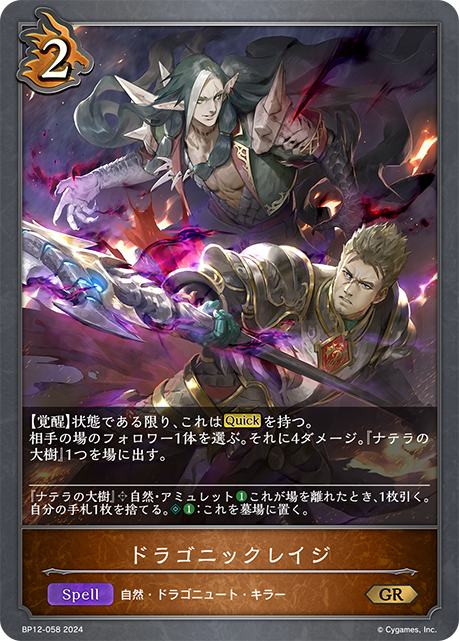 2
【覚醒】状態である限り、これはQuickを持つ。
相手の場のフォロワー1体を選ぶ。それに4ダメージ。『ナテラの
大樹』1つを場に出す。
『ナテラの大樹』自然・アミュレット1これが場を離れたとき、1枚引く。
自分の手札1枚を捨てる。1：これを墓場に置く。
ドラゴニックレイジ
Spell 自然・ドラゴニュート・キラー GR
BP12-058 2024 © Cygames, Inc.